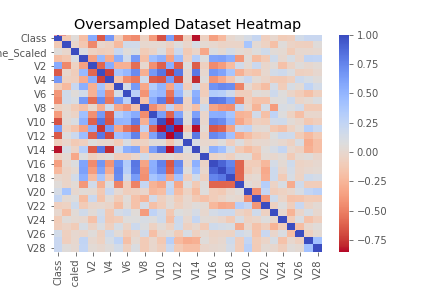 Oversampled Dataset Heatmap
Class
ne_Scaled
V2
V4
V6
V8
V10
V12
V14
V16
V18
V20
V22
V24
V26
V28
Class
caled
V2
V4
V6
V8
V10
V12
V14
V16
V18
V20
V22
V24
V26
V28
1.00
0.75
0.50
0.25
0.00
−0.25
−0.50
−0.75